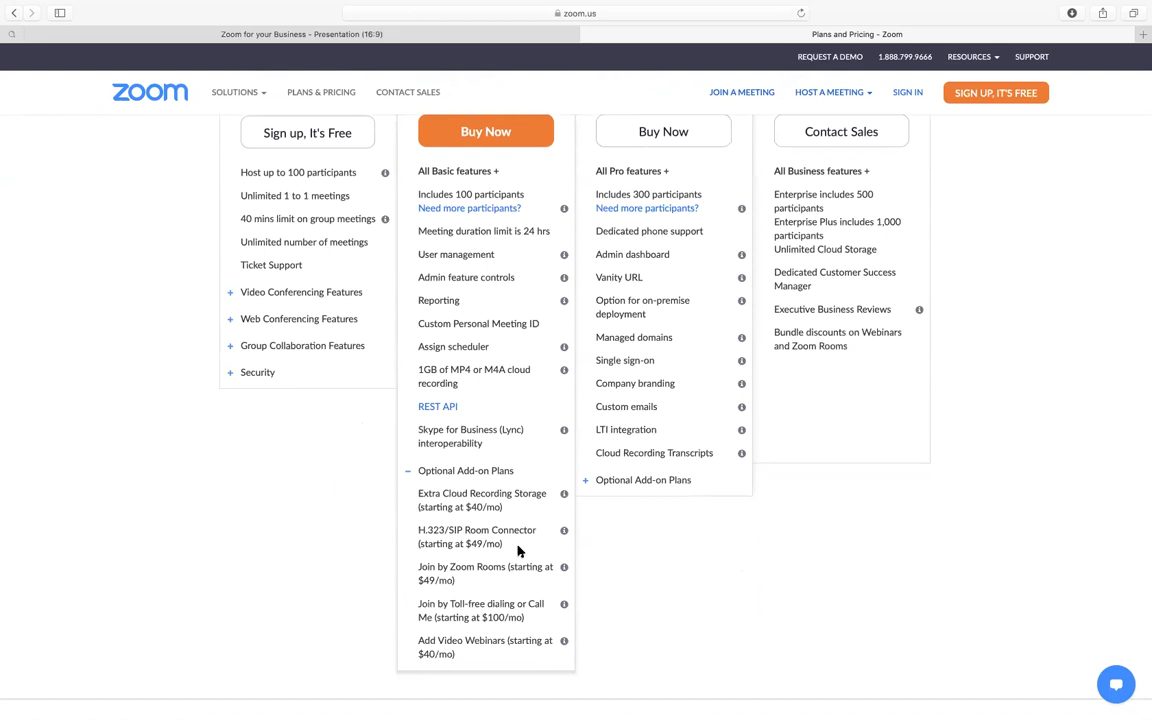 zoom.us
Zoom for your Business - Presentation (16:9)
Plans and Pricing - Zoom
REQUEST A DEMO
1.888.799.9666
RESOURCES
SUPPORT
zoom
SOLUTIONS
PLANS & PRICING
CONTACT SALES
JOIN A MEETING
HOST A MEETING
SIGN IN
SIGN UP, IT'S FREE
Sign up, It's Free
Host up to 100 participants
Unlimited 1 to 1 meetings
40 mins limit on group meetings
Unlimited number of meetings
Ticket Support
+ Video Conferencing Features
+ Web Conferencing Features
+ Group Collaboration Features
+ Security
Buy Now
All Basic features +
Includes 100 participants
Need more participants?
Meeting duration limit is 24 hrs
User management
Admin feature controls
Reporting
Custom Personal Meeting ID
Assign scheduler
1GB of MP4 or M4A cloud
recording
REST API
Skype for Business (Lync)
interoperability
− Optional Add-on Plans
Extra Cloud Recording Storage
(starting at $40/mo)
H.323/SIP Room Connector
(starting at $49/mo)
Join by Zoom Rooms (starting at
$49/mo)
Join by Toll-free dialing or Call
Me (starting at $100/mo)
Add Video Webinars (starting at
$40/mo)
Buy Now
All Pro features +
Includes 300 participants
Need more participants?
Dedicated phone support
Admin dashboard
Vanity URL
Option for on-premise
deployment
Managed domains
Single sign-on
Company branding
Custom emails
LTI integration
Cloud Recording Transcripts
+ Optional Add-on Plans
Contact Sales
All Business features +
Enterprise includes 500
participants
Enterprise Plus includes 1,000
participants
Unlimited Cloud Storage
Dedicated Customer Success
Manager
Executive Business Reviews
Bundle discounts on Webinars
and Zoom Rooms